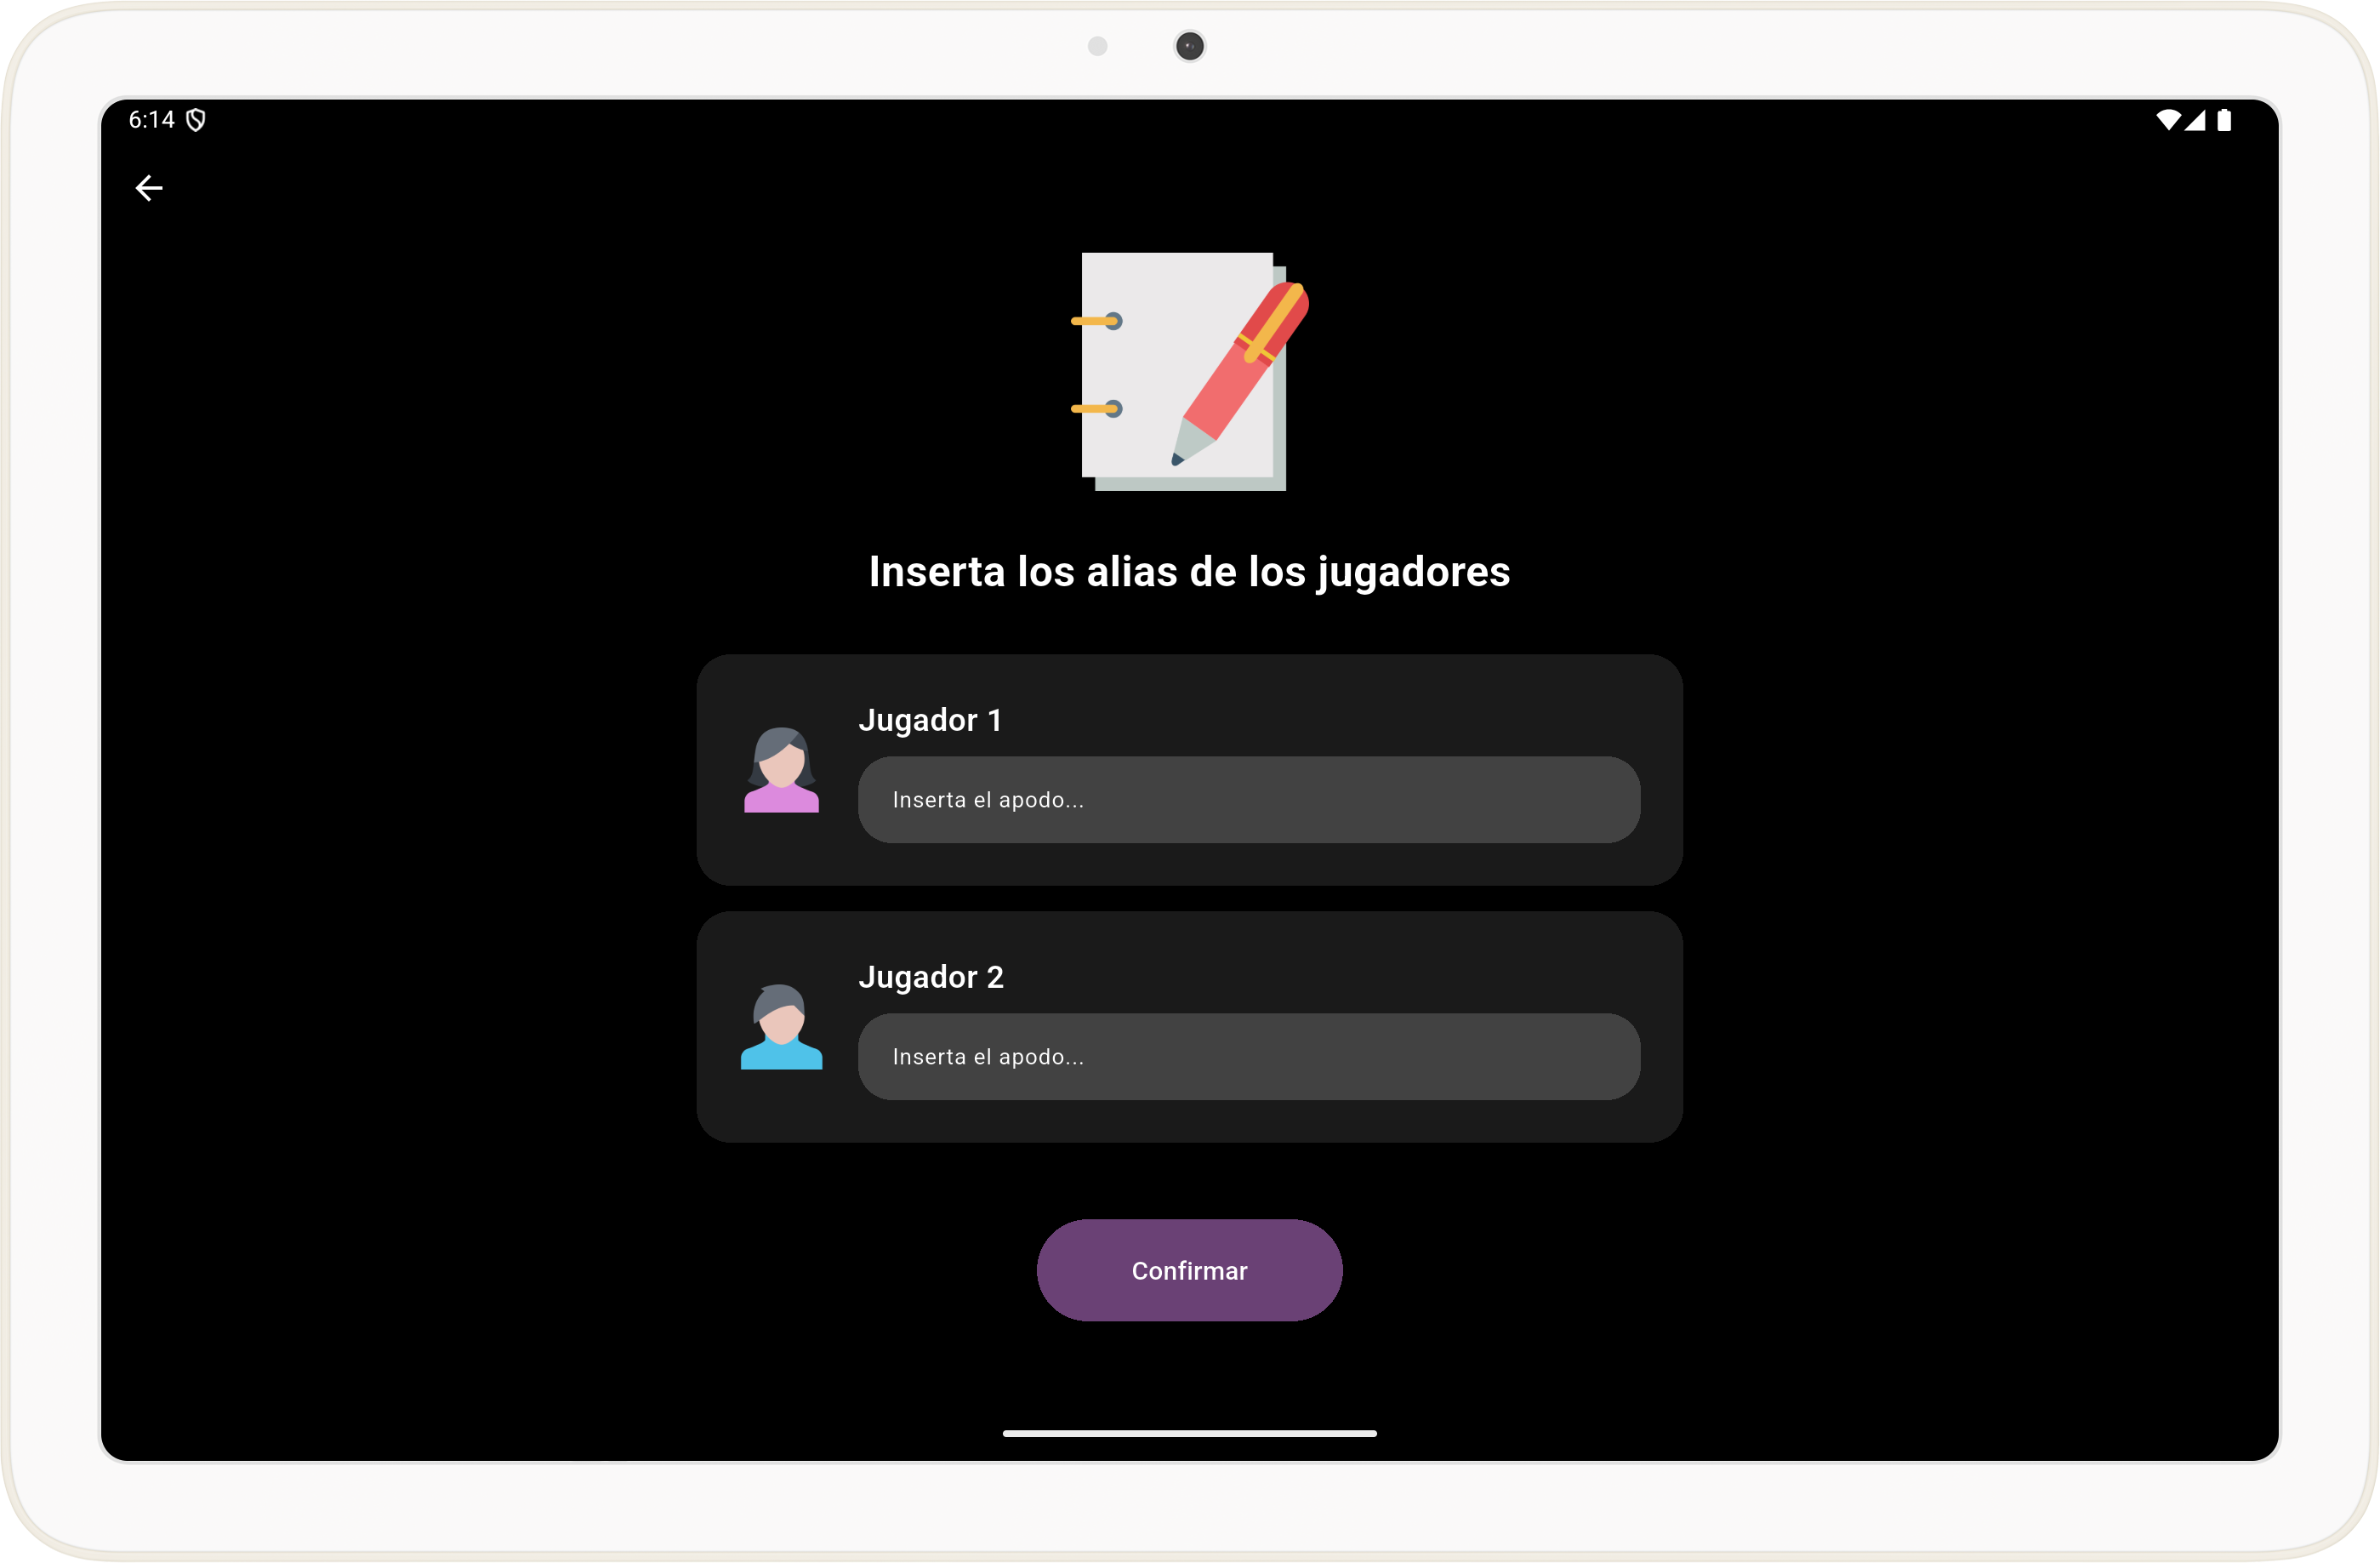 6:14
Inserta los alias de los jugadores
Jugador 1
Inserta el apodo...
Jugador 2
Inserta el apodo...
Confirmar